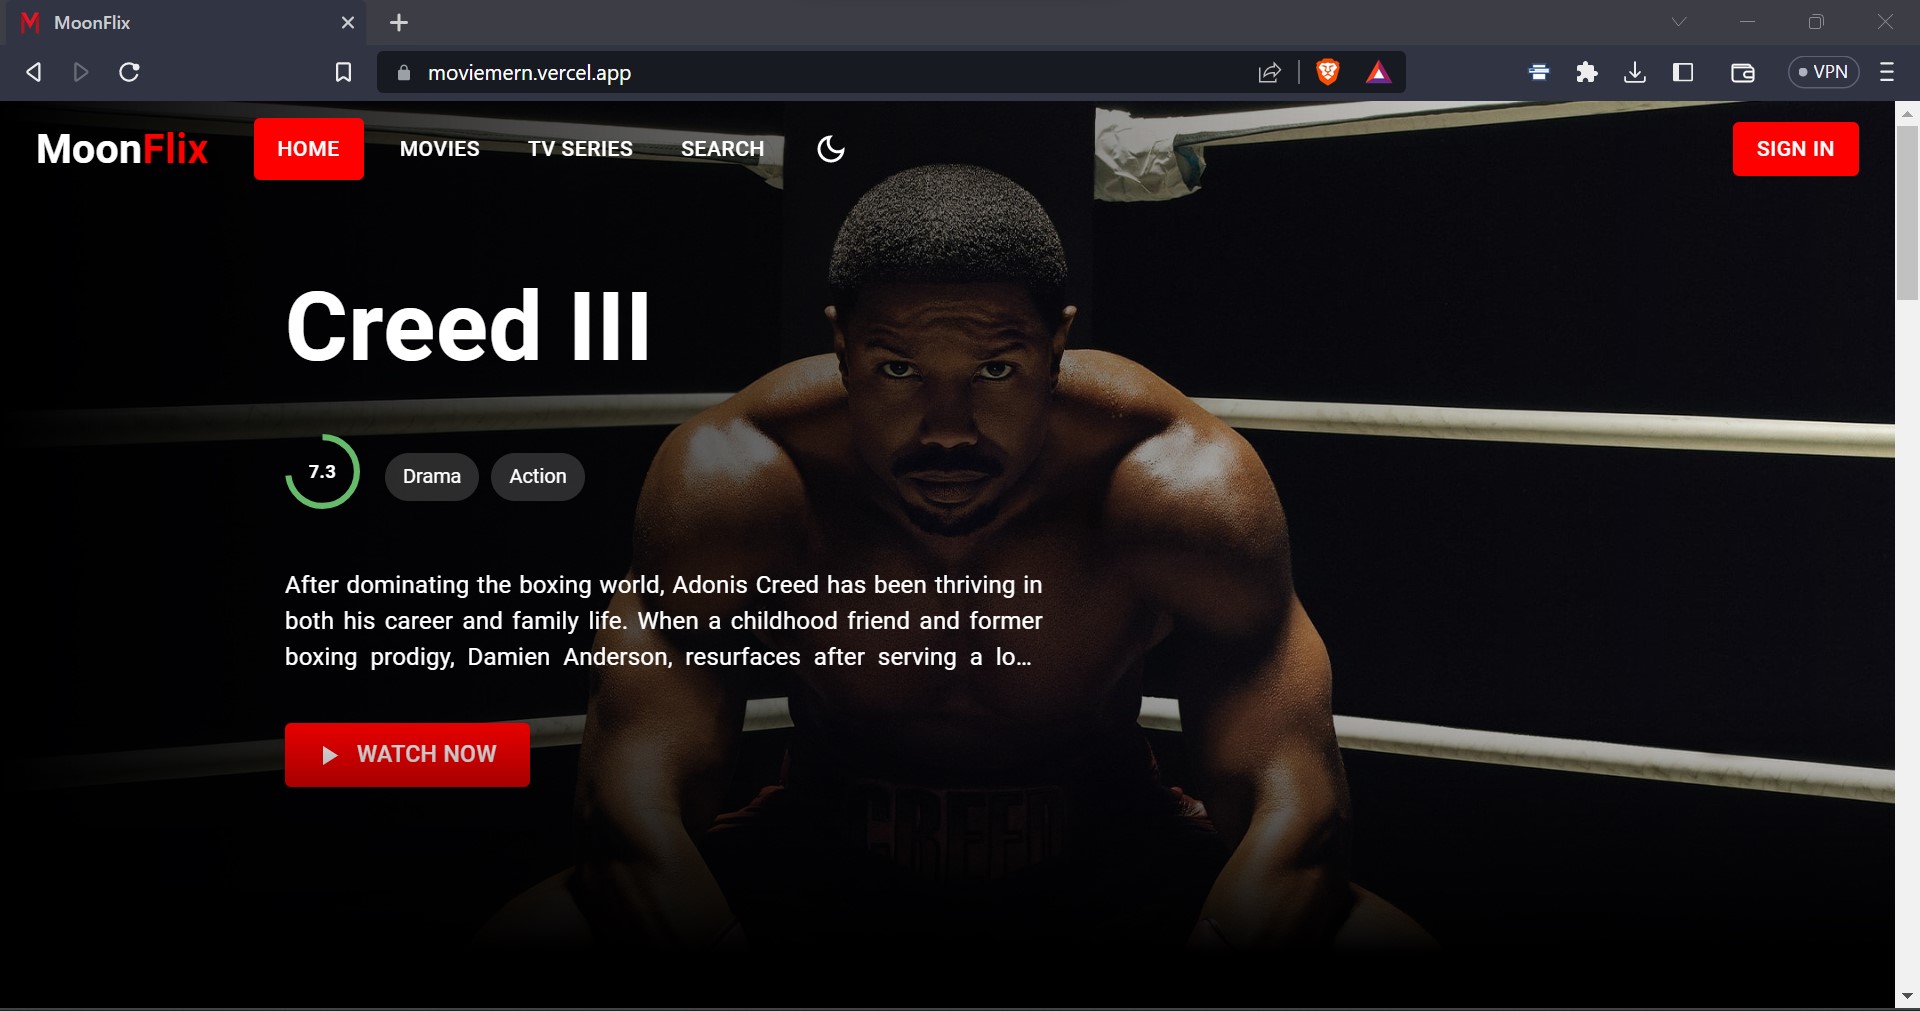 MoonFlix
moviemern.vercel.app
VPN
MoonFlix
HOME
MOVIES
TV SERIES
SEARCH
SIGN IN
Creed III
7.3
Drama
Action
After dominating the boxing world, Adonis Creed has been thriving in
both his career and family life. When a childhood friend and former
boxing prodigy, Damien Anderson, resurfaces after serving a lo...
WATCH NOW
CREED